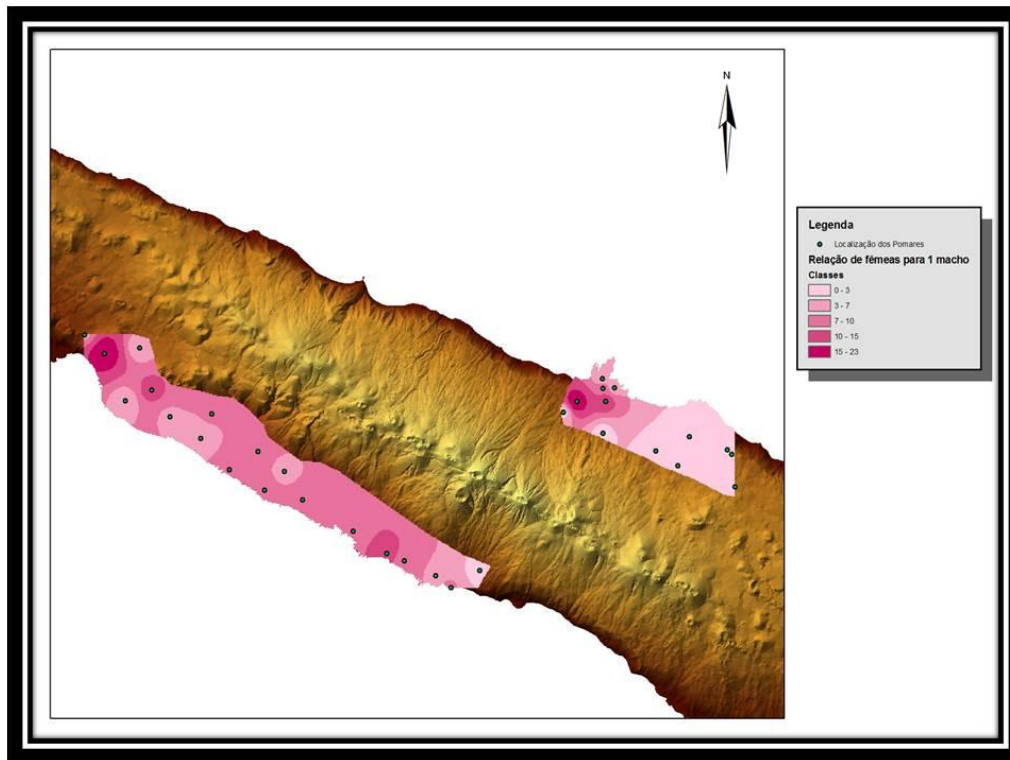 N
Legenda
Localização dos Pomares
Relação de fêmeas para 1 macho
Classes
0 - 3
3 - 7
7 - 10
10 - 15
15 - 23